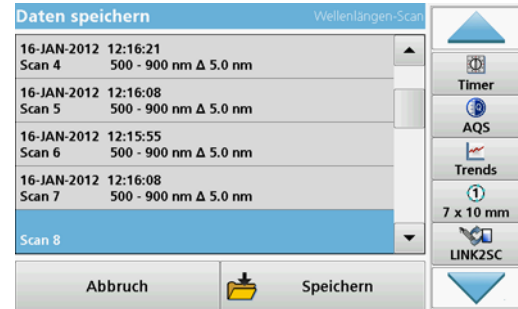 Daten speichern
Wellenlängen-Scan
16-JAN-2012 12:16:21
Scan 4 500 - 900 nm Δ 5.0 nm
16-JAN-2012 12:16:08
Scan 5 500 - 900 nm Δ 5.0 nm
16-JAN-2012 12:15:55
Scan 6 500 - 900 nm Δ 5.0 nm
16-JAN-2012 12:16:08
Scan 7 500 - 900 nm Δ 5.0 nm
Scan 8
Abbruch
Speichern
Timer
AQS
Trends
1
7 x 10 mm
LINK2SC